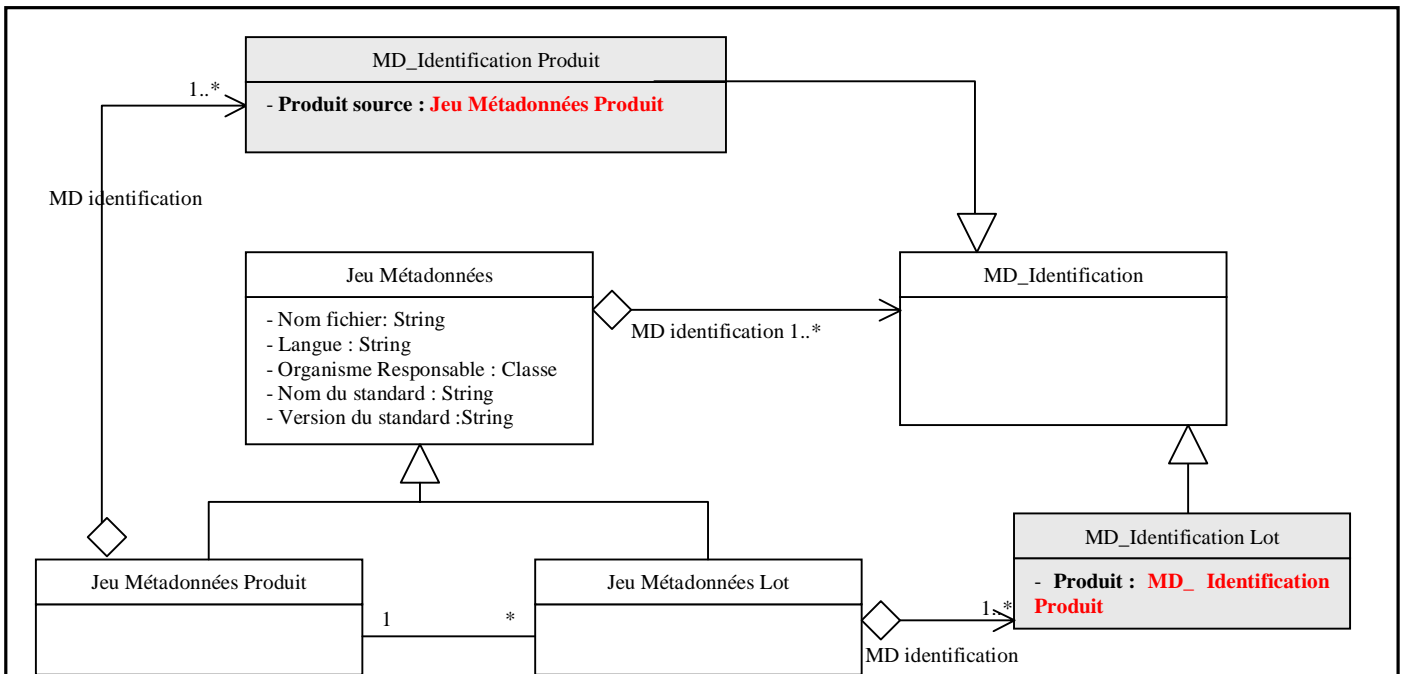 MD_Identification Produit
- Produit source : Jeu Métadonnées Produit
1..*
MD identification
Jeu Métadonnées
- Nom fichier: String
- Langue : String
- Organisme Responsable : Classe
- Nom du standard : String
- Version du standard :String
MD identification 1..*
MD_Identification
MD_Identification Lot
- Produit : MD_ Identification
Produit
Jeu Métadonnées Produit
1
*
Jeu Métadonnées Lot
1..*
MD identification